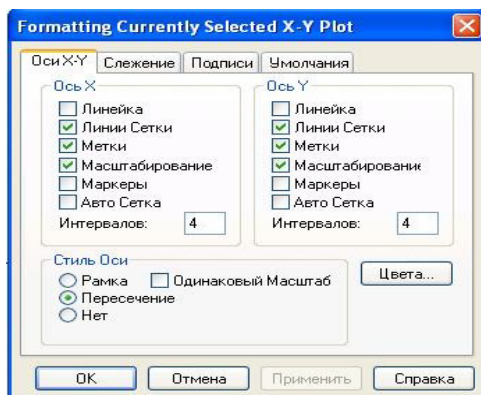 Formatting Currently Selected X-Y Plot
Оси X-Y Слежение Подписи Умолчания
Ось X Ось Y
Линейка Линейка
Линии Сетки Линии Сетки
Метки Метки
Масштабирование Масштабировани
Маркеры Маркеры
Авто Сетка Авто Сетка
Интервалов: 4 Интервалов: 4
Стиль Оси
Рамка Одинаковый Масштаб Цвета...
Пересечение
Нет
OK Отмена Применить Справка